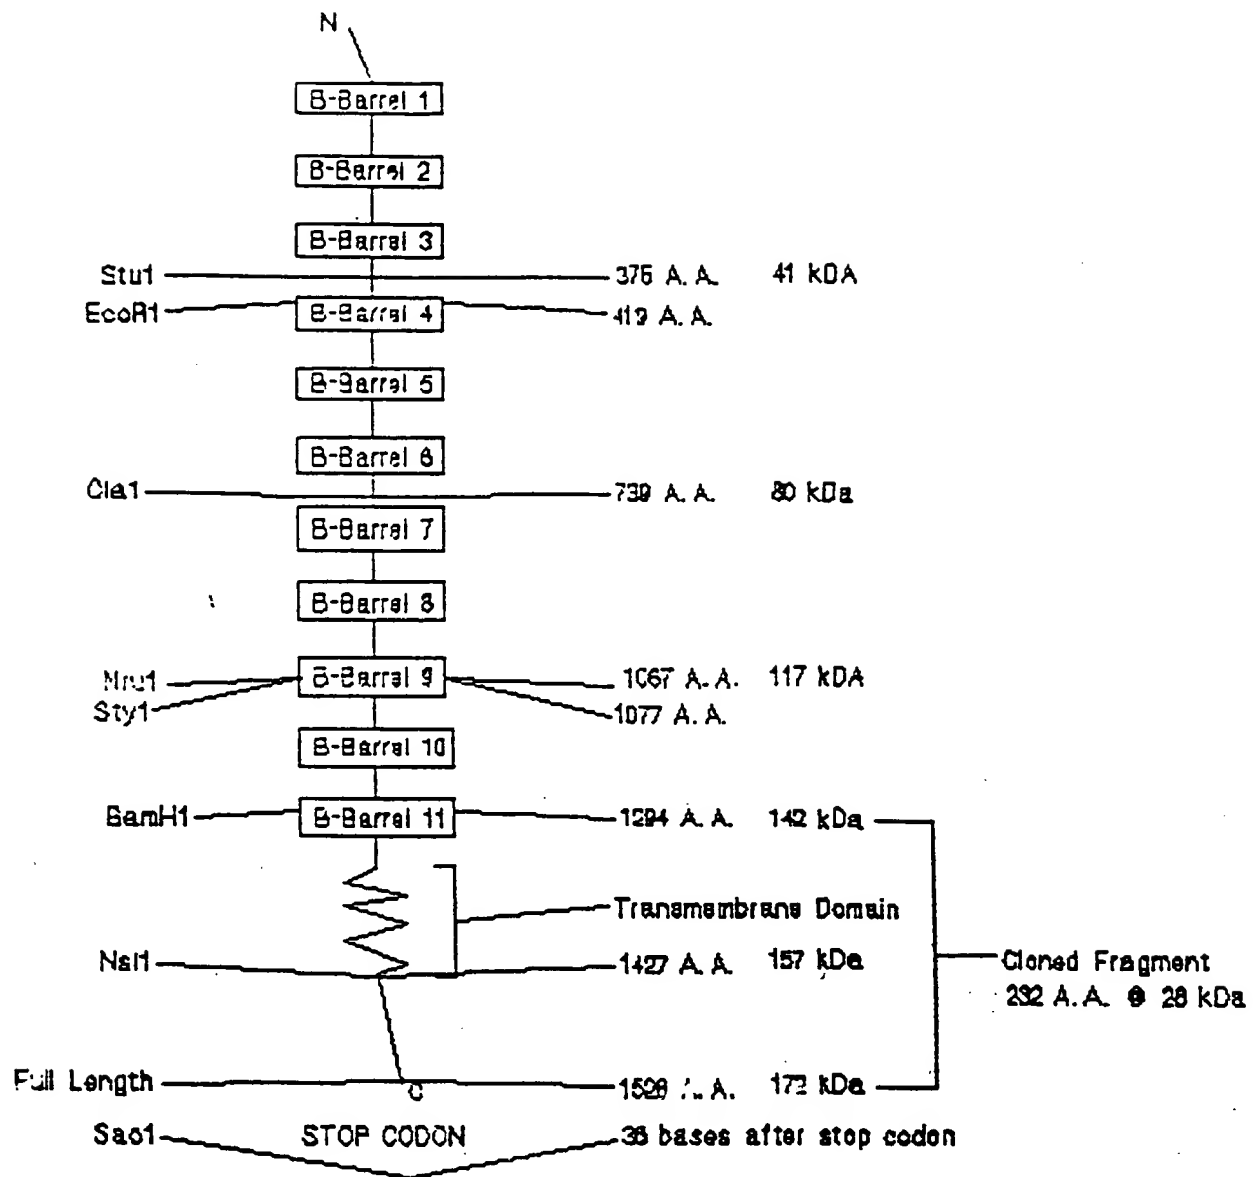 N
B-Barrel 1
B-Barrel 2
B-Barrel 3
Stu1 375 A.A. 41 kDA
EcoR1 B-Barrel 4 419 A.A.
B-Barrel 5
B-Barrel 6
Cla1 739 A.A. 80 kDa
B-Barrel 7
B-Barrel 8
Nru1 B-Barrel 9 1067 A.A. 117 kDA
Sty1 1077 A.A.
B-Barrel 10
BamH1 B-Barrel 11 1294 A.A. 142 kDa
Transmembrane Domain
Nsi1 1427 A.A. 157 kDa
Cloned Fragment
232 A.A. @ 28 kDa
Full Length 1526 A.A. 172 kDa
C
Sac1 STOP CODON 36 bases after stop codon